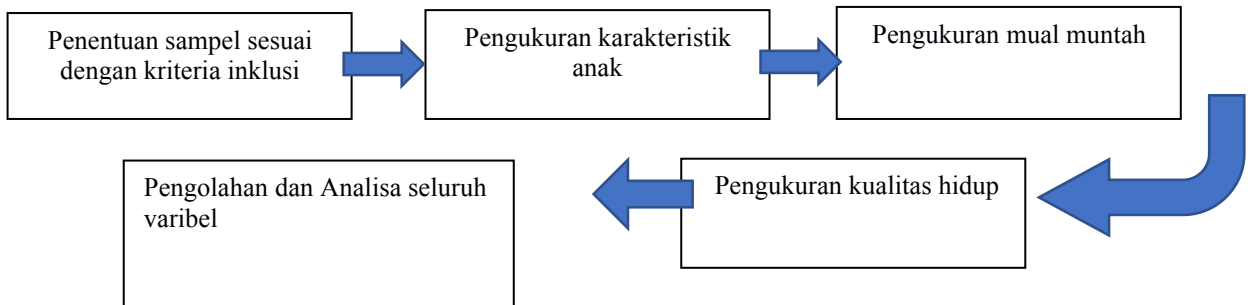 Penentuan sampel sesuai
dengan kriteria inklusi
Pengukuran karakteristik
anak
Pengukuran mual muntah
Pengukuran kualitas hidup
Pengolahan dan Analisa seluruh
varibel